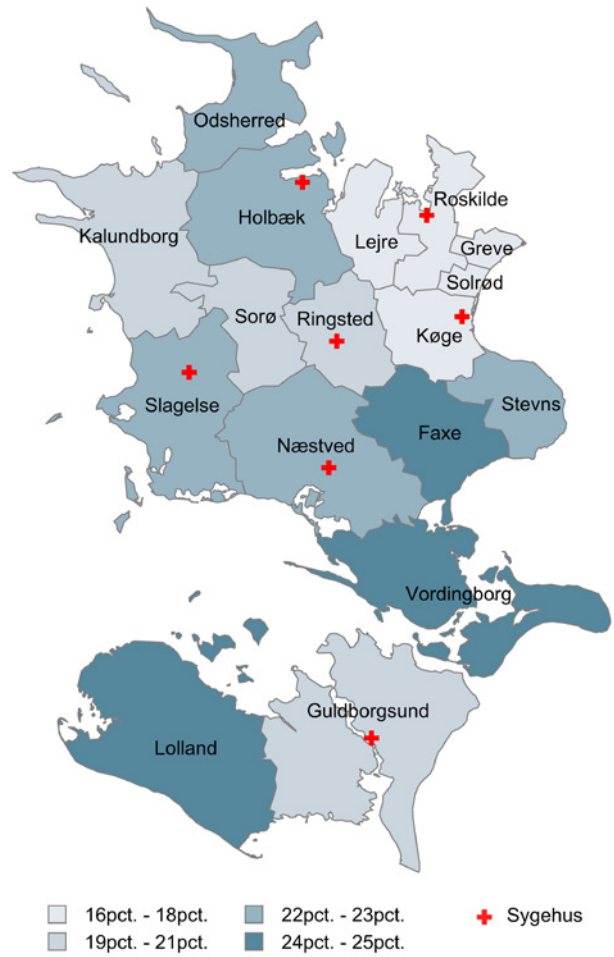 Odsherred
Roskilde
Holbæk
Kalundborg
Lejre
Greve
Solrød
Sorø
Ringsted
Køge
Slagelse
Stevns
Faxe
Næstved
Vordingborg
Guldborgsund
Lolland
16pct. - 18pct.
22pct. - 23pct.
Sygehus
19pct. - 21pct.
24pct. - 25pct.